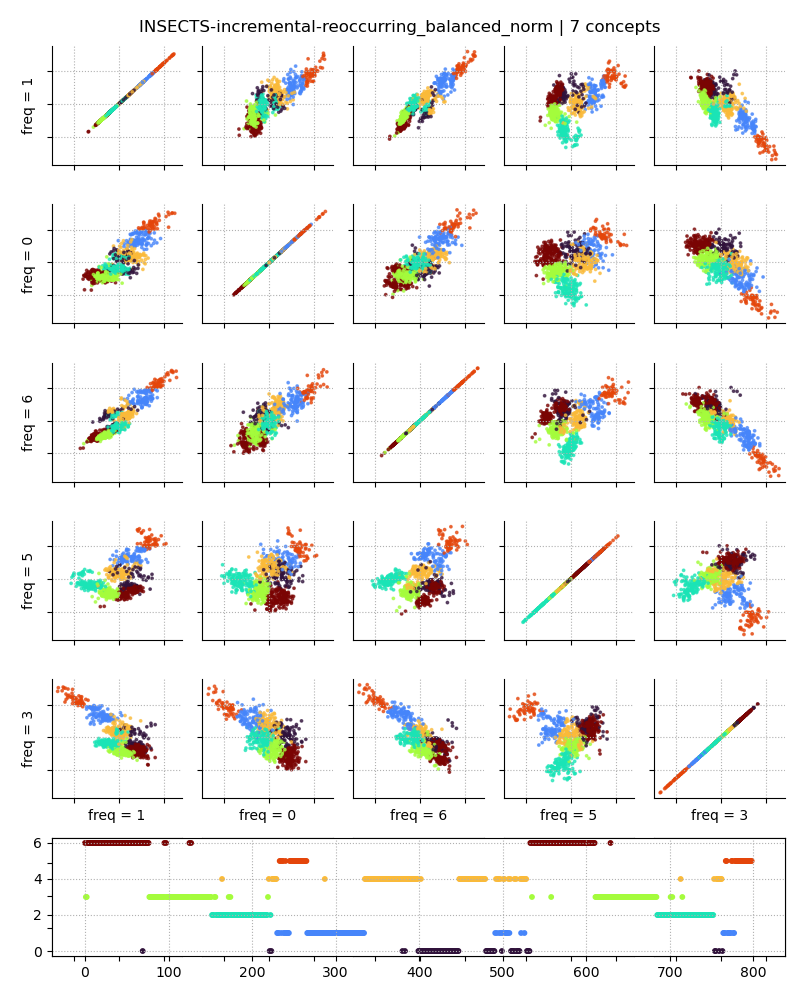 INSECTS-incremental-reoccurring_balanced_norm | 7 concepts
freq = 1
freq = 0
freq = 6
freq = 5
freq = 3
freq = 1 freq = 0 freq = 6 freq = 5 freq = 3
6
4
2
0
0 100 200 300 400 500 600 700 800